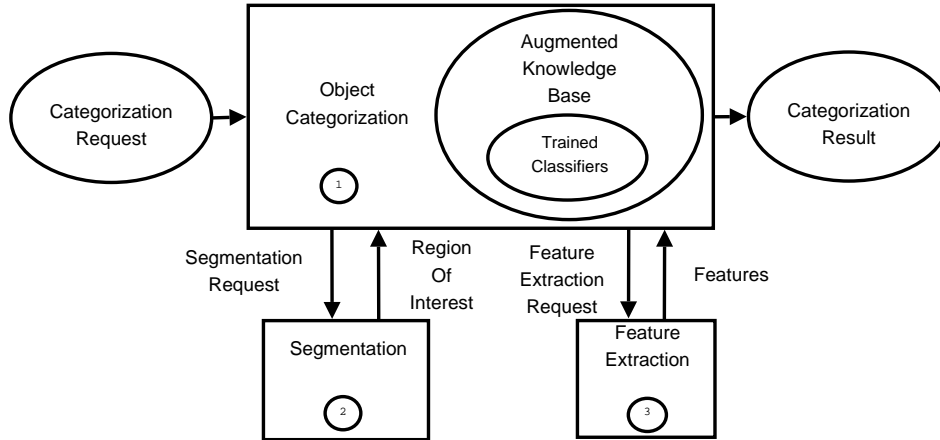 Categorization
Request
Object
Categorization
1
Augmented
Knowledge
Base
Trained
Classifiers
Categorization
Result
Segmentation
Request
Region
Of
Interest
Feature
Extraction
Request
Features
Segmentation
2
Feature
Extraction
3